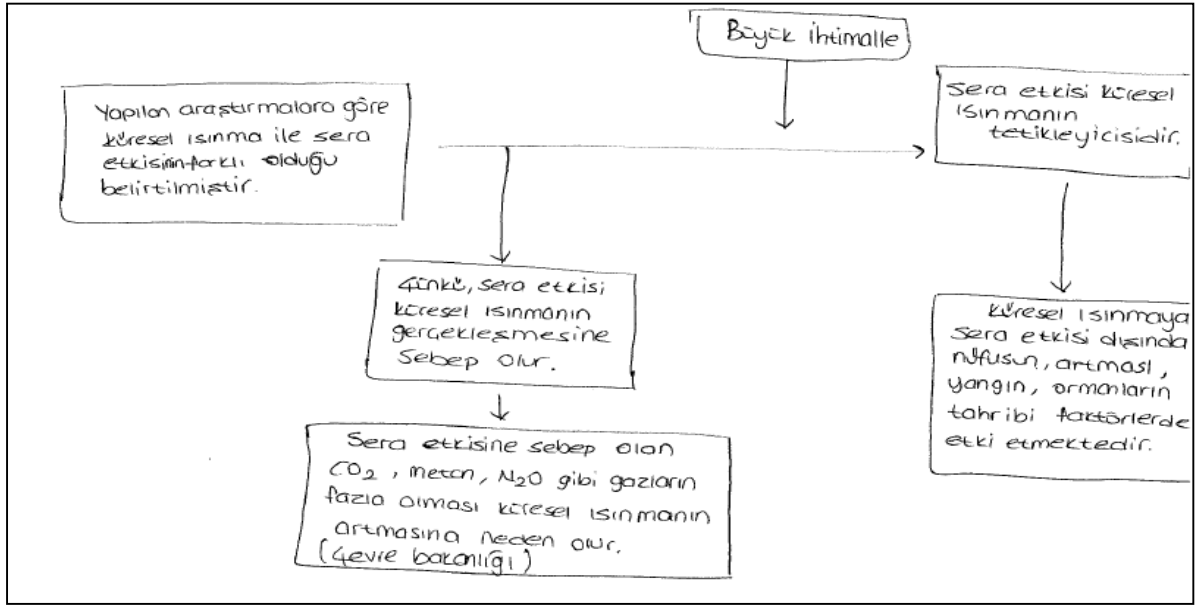 Büyük ihtimalle
Yapılan araştırmalara göre
küresel ısınma ile sera
etkisinin farklı olduğu
belirtilmiştir.
Sera etkisi küresel
ısınmanın
tetikleyicisidir.
Çünkü, sera etkisi
küresel ısınmanın
gerçekleşmesine
sebep olur.
Küresel ısınmaya
sera etkisi dışında
nüfusun, artması,
yangın, ormanların
tahribi faktörlerde
etki etmektedir.
Sera etkisine sebep olan
CO₂, metan, N₂O gibi gazların
fazla olması küresel ısınmanın
artmasına neden olur.
(Çevre bakanlığı)